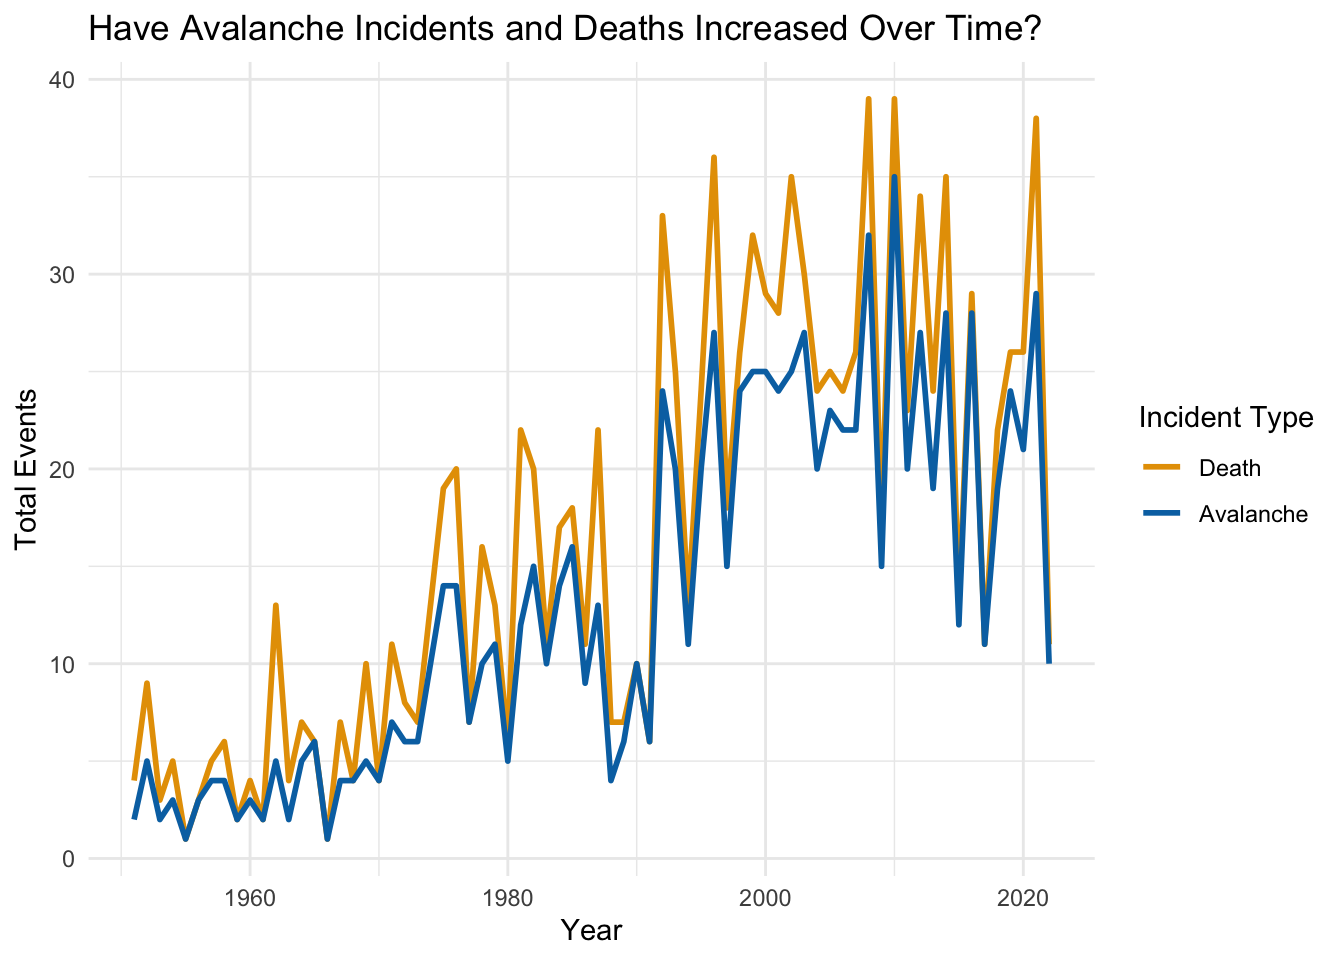 Have Avalanche Incidents and Deaths Increased Over Time?
40
30
20
10
0
Total Events
1960 1980 2000 2020
Year
Incident Type
Death
Avalanche